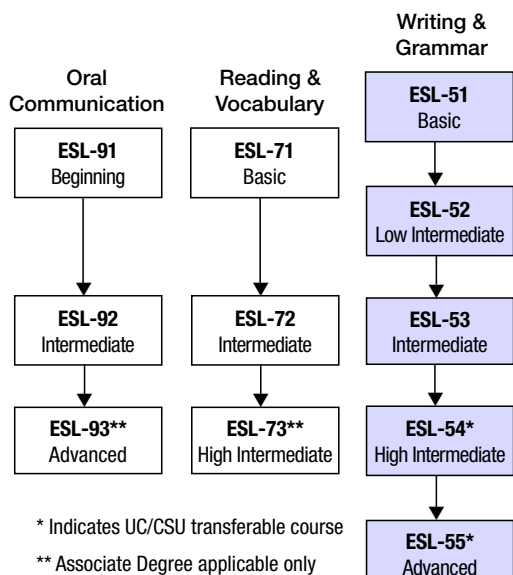 Oral
Communication
ESL-91
Beginning
ESL-92
Intermediate
ESL-93**
Advanced
Reading &
Vocabulary
ESL-71
Basic
ESL-72
Intermediate
ESL-73**
High Intermediate
Writing &
Grammar
ESL-51
Basic
ESL-52
Low Intermediate
ESL-53
Intermediate
ESL-54*
High Intermediate
ESL-55*
Advanced
* Indicates UC/CSU transferable course
** Associate Degree applicable only